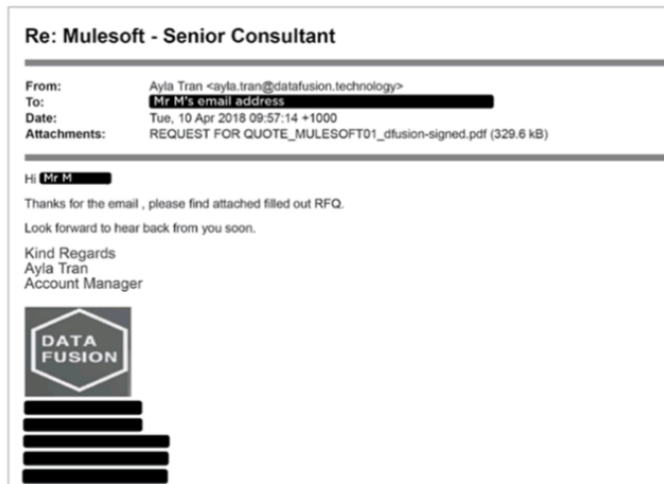 Re: Mulesoft - Senior Consultant
From: Ayla Tran <ayla.tran@datafusion.technology>
To: Mr M's email address
Date: Tue, 10 Apr 2018 09:57:14 +1000
Attachments: REQUEST FOR QUOTE_MULESOFT01_dfusion-signed.pdf (329.6 kB)
Hi Mr M
Thanks for the email , please find attached filled out RFQ.
Look forward to hear back from you soon.
Kind Regards
Ayla Tran
Account Manager
DATA
FUSION